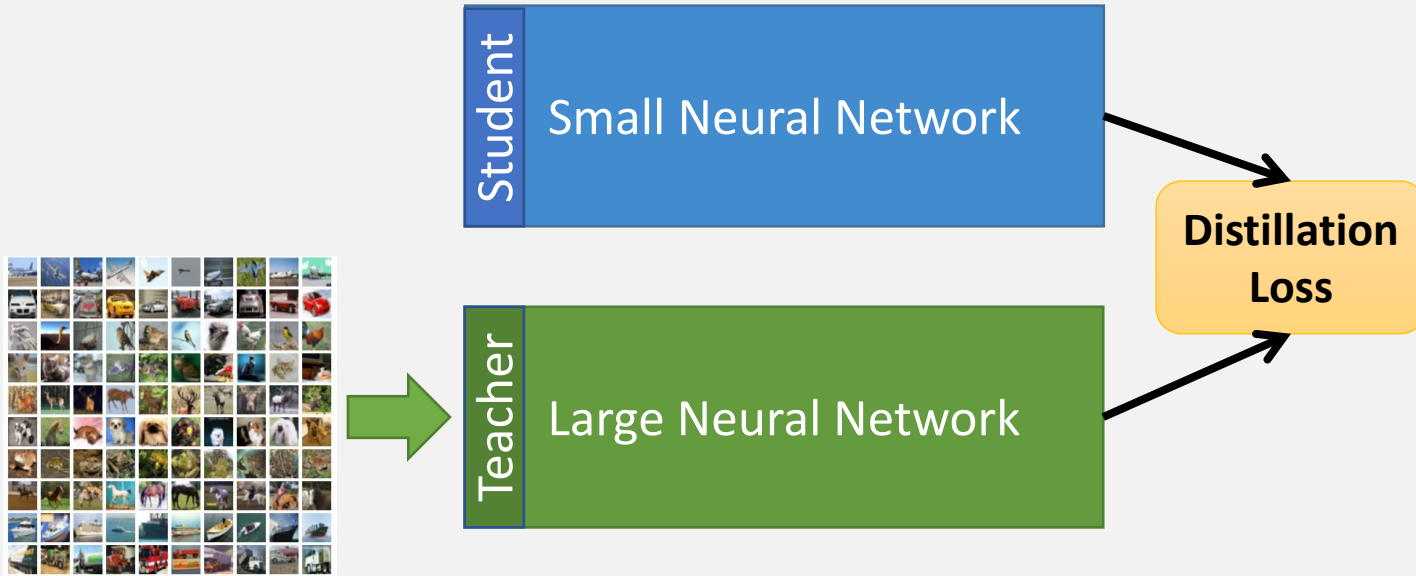 Student
Small Neural Network
Distillation
Loss
Teacher
Large Neural Network